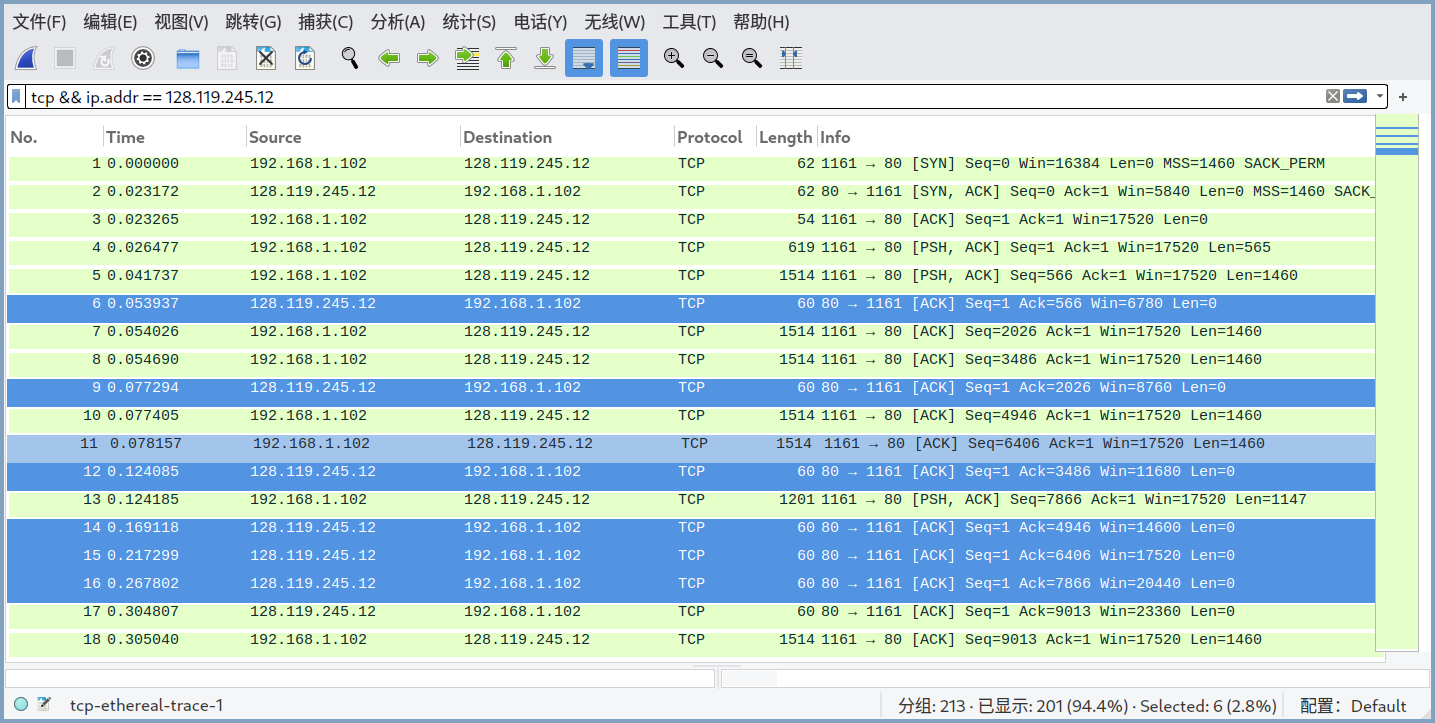 文件(F) 编辑(E) 视图(V) 跳转(G) 捕获(C) 分析(A) 统计(S) 电话(Y) 无线(W) 工具(T) 帮助(H)
tcp && ip.addr == 128.119.245.12
No. Time Source Destination Protocol Length Info
1 0.000000 192.168.1.102 128.119.245.12 TCP 62 1161 → 80 [SYN] Seq=0 Win=16384 Len=0 MSS=1460 SACK_PERM
2 0.023172 128.119.245.12 192.168.1.102 TCP 62 80 → 1161 [SYN, ACK] Seq=0 Ack=1 Win=5840 Len=0 MSS=1460 SACK_
3 0.023265 192.168.1.102 128.119.245.12 TCP 54 1161 → 80 [ACK] Seq=1 Ack=1 Win=17520 Len=0
4 0.026477 192.168.1.102 128.119.245.12 TCP 619 1161 → 80 [PSH, ACK] Seq=1 Ack=1 Win=17520 Len=565
5 0.041737 192.168.1.102 128.119.245.12 TCP 1514 1161 → 80 [PSH, ACK] Seq=566 Ack=1 Win=17520 Len=1460
6 0.053937 128.119.245.12 192.168.1.102 TCP 60 80 → 1161 [ACK] Seq=1 Ack=566 Win=6780 Len=0
7 0.054026 192.168.1.102 128.119.245.12 TCP 1514 1161 → 80 [ACK] Seq=2026 Ack=1 Win=17520 Len=1460
8 0.054690 192.168.1.102 128.119.245.12 TCP 1514 1161 → 80 [ACK] Seq=3486 Ack=1 Win=17520 Len=1460
9 0.077294 128.119.245.12 192.168.1.102 TCP 60 80 → 1161 [ACK] Seq=1 Ack=2026 Win=8760 Len=0
10 0.077405 192.168.1.102 128.119.245.12 TCP 1514 1161 → 80 [ACK] Seq=4946 Ack=1 Win=17520 Len=1460
11 0.078157 192.168.1.102 128.119.245.12 TCP 1514 1161 → 80 [ACK] Seq=6406 Ack=1 Win=17520 Len=1460
12 0.124085 128.119.245.12 192.168.1.102 TCP 60 80 → 1161 [ACK] Seq=1 Ack=3486 Win=11680 Len=0
13 0.124185 192.168.1.102 128.119.245.12 TCP 1201 1161 → 80 [PSH, ACK] Seq=7866 Ack=1 Win=17520 Len=1147
14 0.169118 128.119.245.12 192.168.1.102 TCP 60 80 → 1161 [ACK] Seq=1 Ack=4946 Win=14600 Len=0
15 0.217299 128.119.245.12 192.168.1.102 TCP 60 80 → 1161 [ACK] Seq=1 Ack=6406 Win=17520 Len=0
16 0.267802 128.119.245.12 192.168.1.102 TCP 60 80 → 1161 [ACK] Seq=1 Ack=7866 Win=20440 Len=0
17 0.304807 128.119.245.12 192.168.1.102 TCP 60 80 → 1161 [ACK] Seq=1 Ack=9013 Win=23360 Len=0
18 0.305040 192.168.1.102 128.119.245.12 TCP 1514 1161 → 80 [ACK] Seq=9013 Ack=1 Win=17520 Len=1460
tcp-ethereal-trace-1 分组: 213 · 已显示: 201 (94.4%) · Selected: 6 (2.8%) 配置： Default